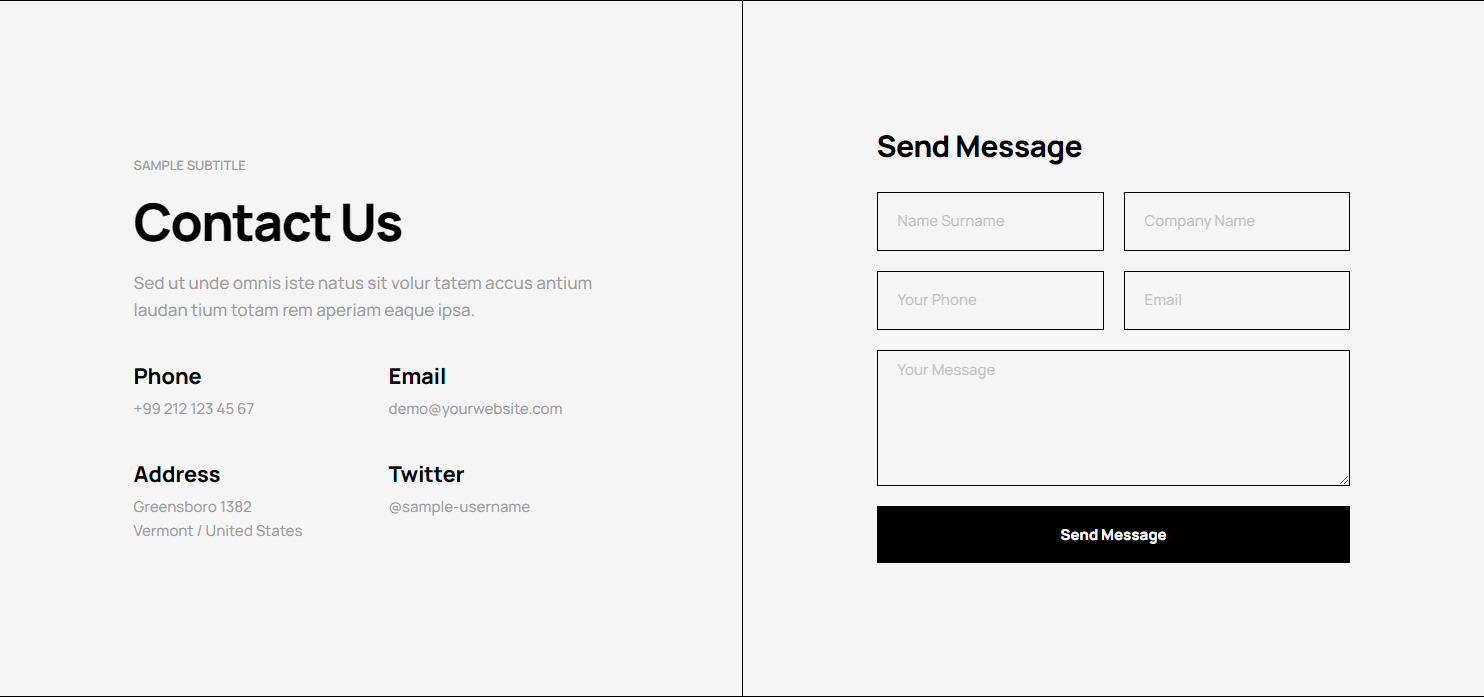 SAMPLE SUBTITLE
Contact Us
Sed ut unde omnis iste natus sit volur tatem accus antium
laudan tium totam rem aperiam eaque ipsa.
Phone
+99 212 123 45 67
Email
demo@yourwebsite.com
Address
Greensboro 1382
Vermont / United States
Twitter
@sample-username
Send Message
Name Surname
Company Name
Your Phone
Email
Your Message
Send Message